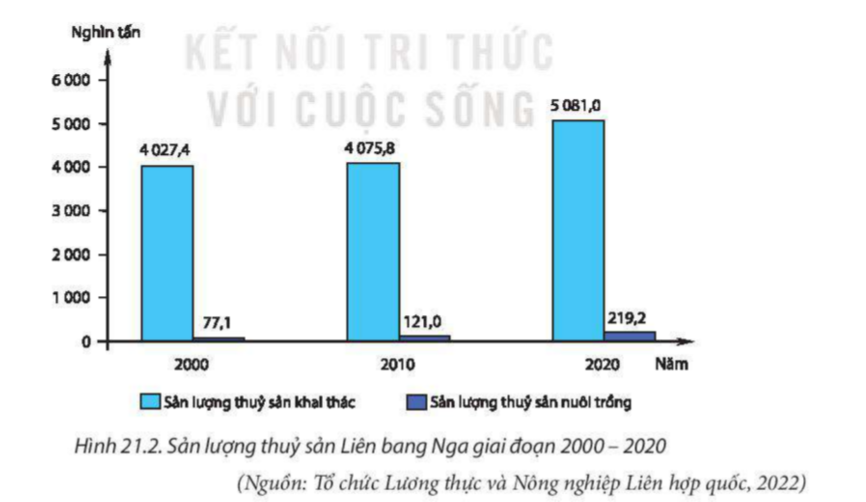 Nghìn tấn
KẾT NỐI TRI THỨC
VỚI CUỘC SỐNG
6 000
5 000
4 000
3 000
2 000
1 000
0
4 027,4
77,1
4 075,8
121,0
5 081,0
219,2
2000
2010
2020
Năm
Sản lượng thuỷ sản khai thác
Sản lượng thuỷ sản nuôi trồng
Hình 21.2. Sản lượng thuỷ sản Liên bang Nga giai đoạn 2000 – 2020
(Nguồn: Tổ chức Lương thực và Nông nghiệp Liên hợp quốc, 2022)